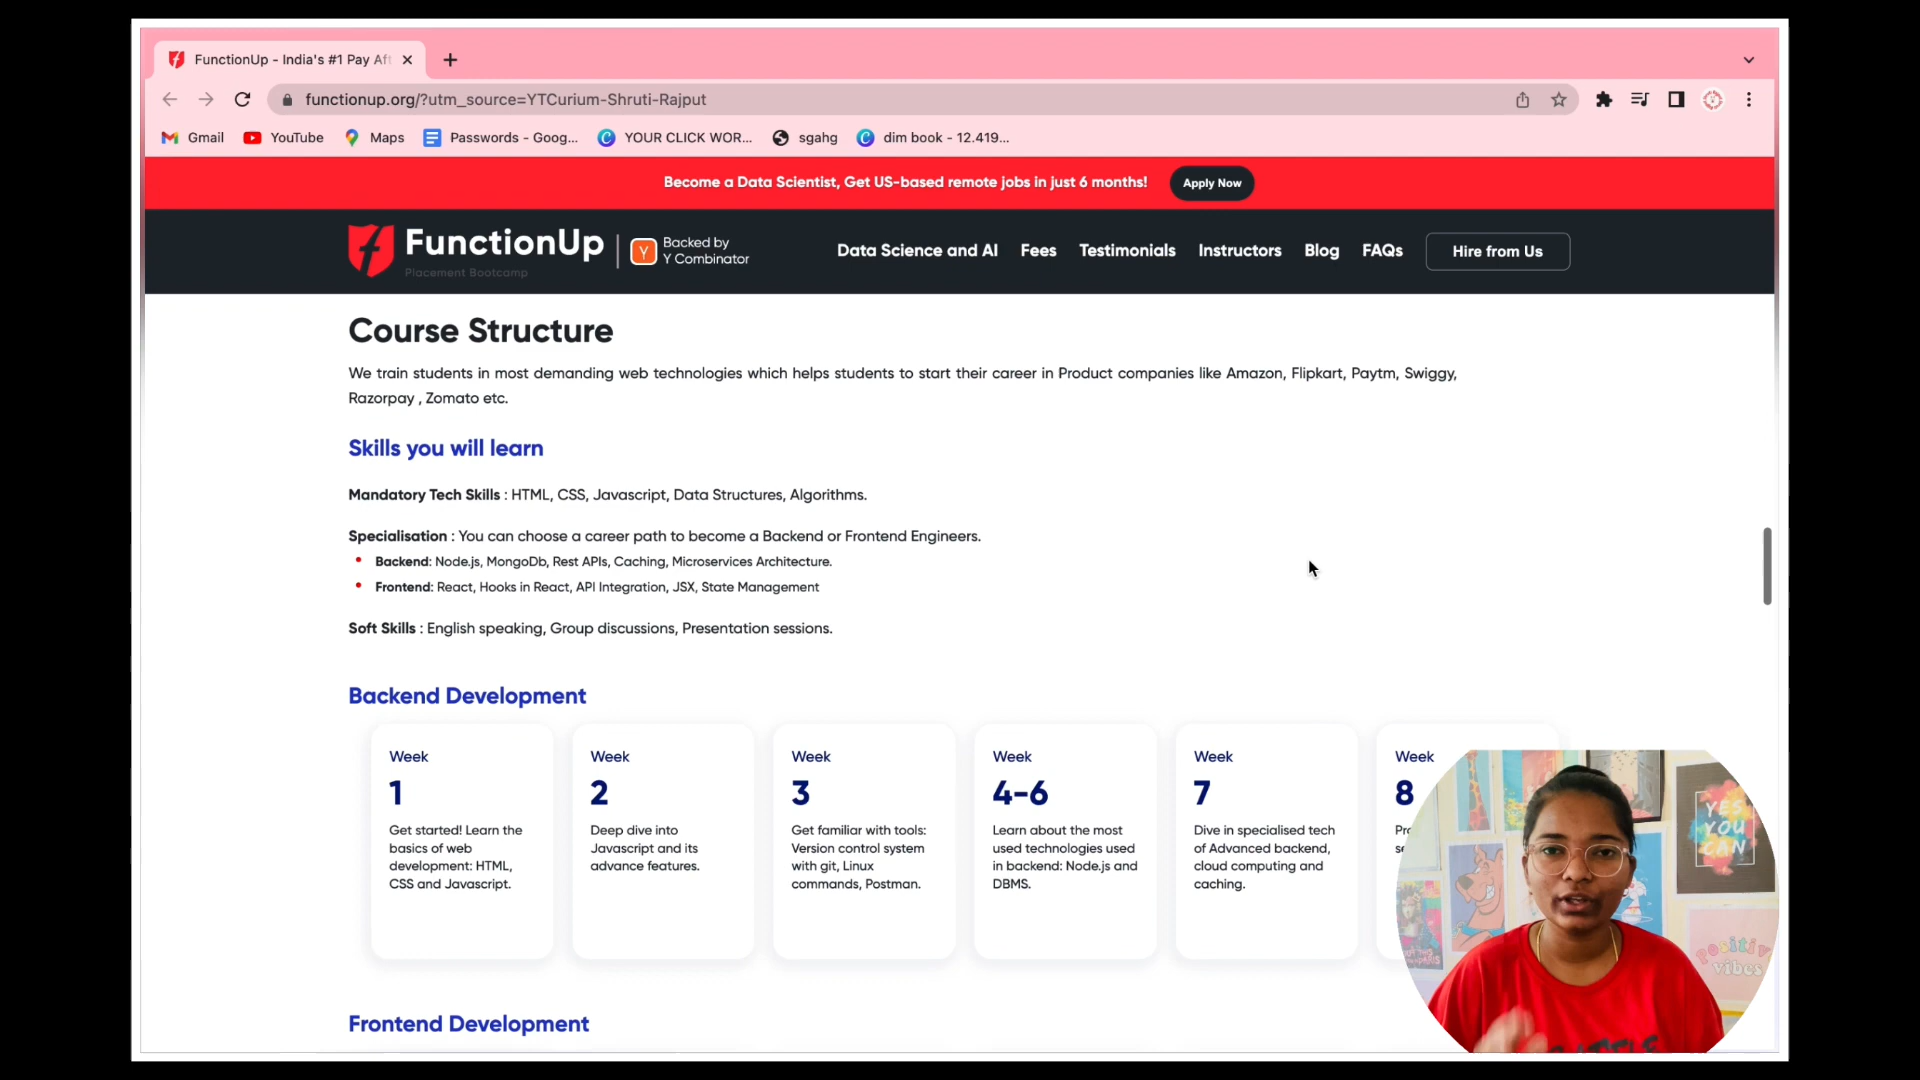 FunctionUp - India's #1 Pay Aft
functionup.org/?utm_source=YTCurium-Shruti-Rajput
Gmail YouTube Maps Passwords - Goog... YOUR CLICK WOR... sgahg dim book - 12.419...
Become a Data Scientist, Get US-based remote jobs in just 6 months! Apply Now
FunctionUp
Placement Bootcamp
Y
Backed by
Y Combinator
Data Science and AI Fees Testimonials Instructors Blog FAQs Hire from Us
Course Structure
We train students in most demanding web technologies which helps students to start their career in Product companies like Amazon, Flipkart, Paytm, Swiggy,
Razorpay , Zomato etc.
Skills you will learn
Mandatory Tech Skills : HTML, CSS, Javascript, Data Structures, Algorithms.
Specialisation : You can choose a career path to become a Backend or Frontend Engineers.
Backend: Node.js, MongoDb, Rest APIs, Caching, Microservices Architecture.
Frontend: React, Hooks in React, API Integration, JSX, State Management
Soft Skills : English speaking, Group discussions, Presentation sessions.
Backend Development
Week
1
Get started! Learn the
basics of web
development: HTML,
CSS and Javascript.
Week
2
Deep dive into
Javascript and its
advance features.
Week
3
Get familiar with tools:
Version control system
with git, Linux
commands, Postman.
Week
4-6
Learn about the most
used technologies used
in backend: Node.js and
DBMS.
Week
7
Dive in specialised tech
of Advanced backend,
cloud computing and
caching.
Week
8
YES
YOU
CAN
positiv
vibes
Frontend Development